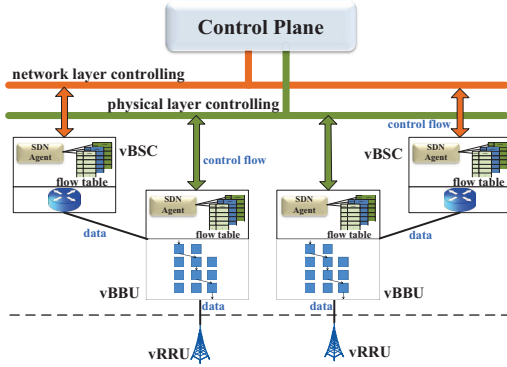 Control Plane
network layer controlling
physical layer controlling
control flow
SDN
Agent
flow table
vBSC
vBSC
SDN
Agent
flow table
control flow
SDN
Agent
flow table
SDN
Agent
flow table
data
data
vBBU
data
data
vBBU
vRRU
vRRU